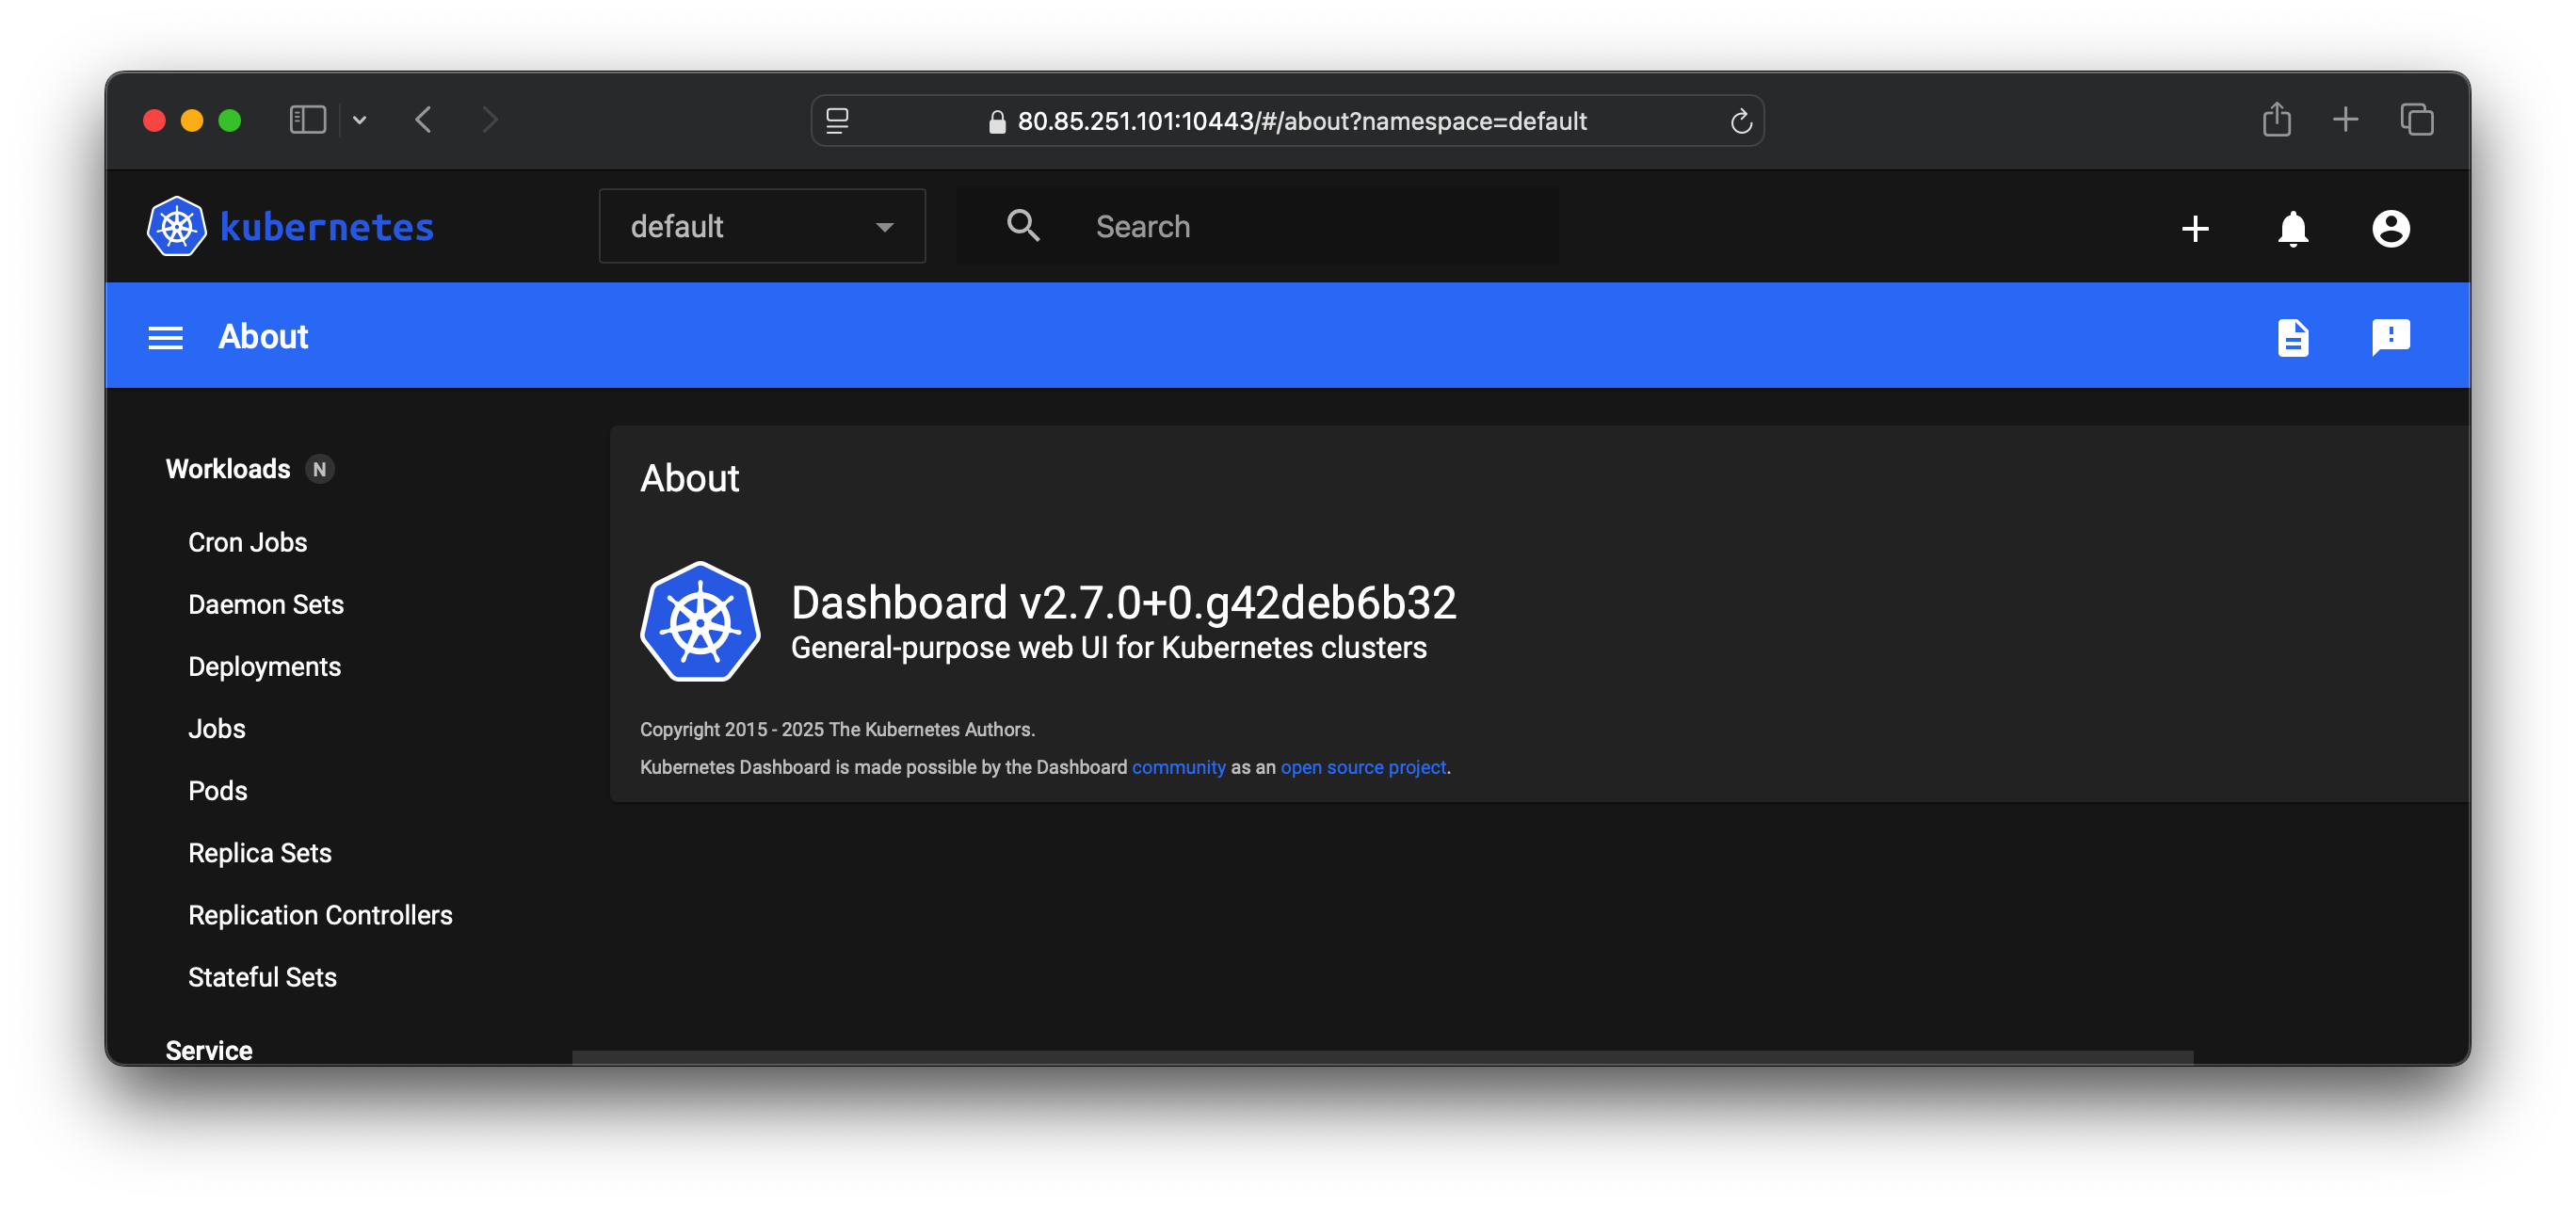 80.85.251.101:10443/#/about?namespace=default
kubernetes
default
Search
About
Workloads N
Cron Jobs
Daemon Sets
Deployments
Jobs
Pods
Replica Sets
Replication Controllers
Stateful Sets
Service
About
Dashboard v2.7.0+0.g42deb6b32
General-purpose web UI for Kubernetes clusters
Copyright 2015 - 2025 The Kubernetes Authors.
Kubernetes Dashboard is made possible by the Dashboard community as an open source project.